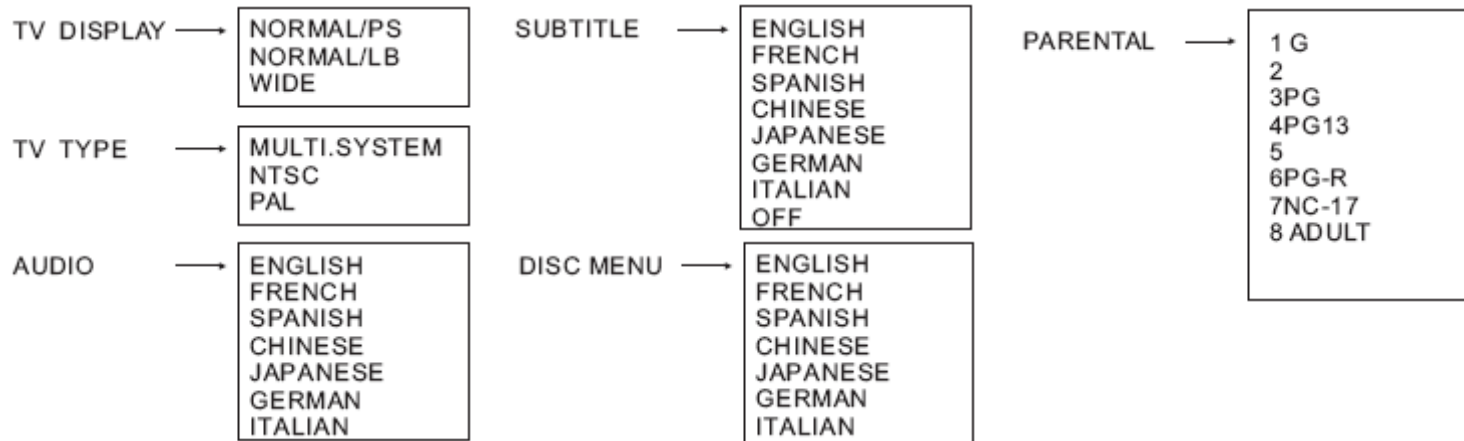 TV DISPLAY
NORMAL/PS
NORMAL/LB
WIDE
TV TYPE
MULTI.SYSTEM
NTSC
PAL
AUDIO
ENGLISH
FRENCH
SPANISH
CHINESE
JAPANESE
GERMAN
ITALIAN
SUBTITLE
ENGLISH
FRENCH
SPANISH
CHINESE
JAPANESE
GERMAN
ITALIAN
OFF
DISC MENU
ENGLISH
FRENCH
SPANISH
CHINESE
JAPANESE
GERMAN
ITALIAN
PARENTAL
1 G
2
3PG
4PG13
5
6PG-R
7NC-17
8 ADULT